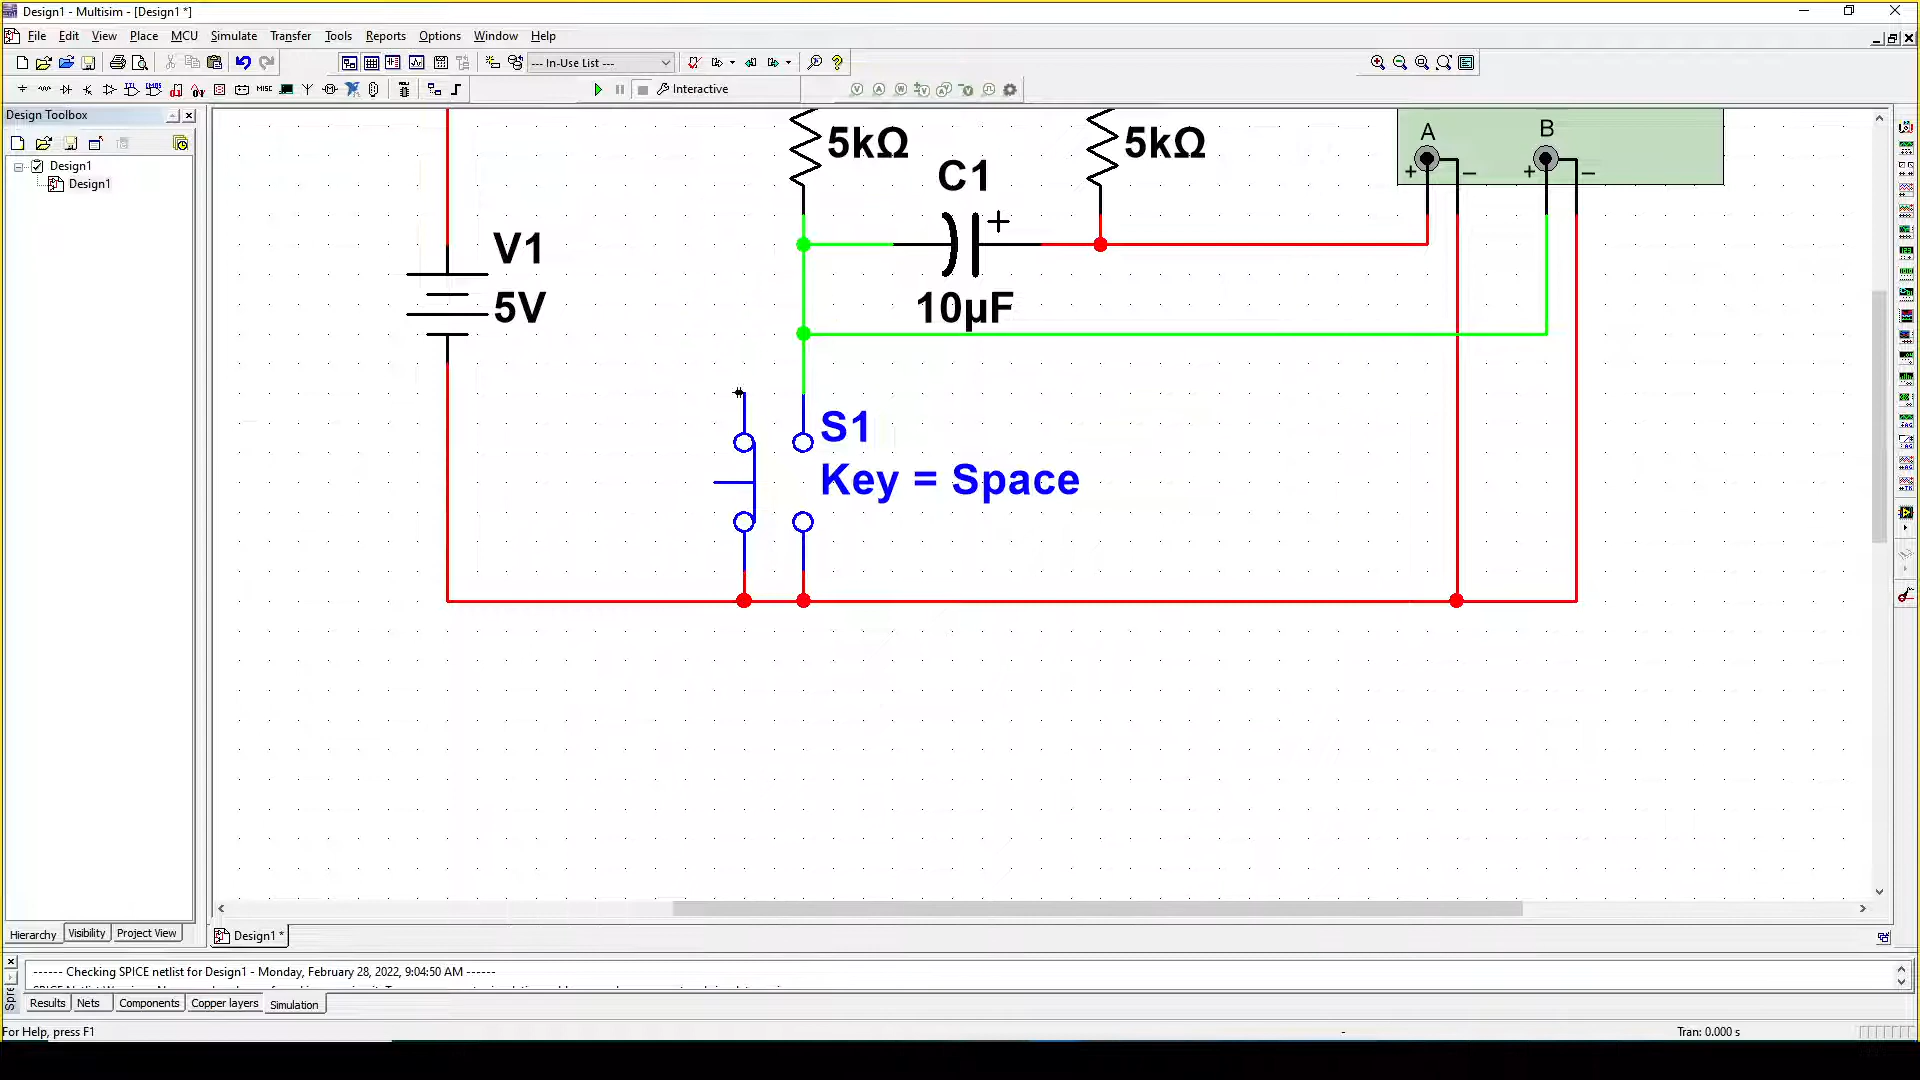 Design1 - Multisim - [Design1 *]
File Edit View Place MCU Simulate Transfer Tools Reports Options Window Help
--- In-Use List ---
MISC Interactive
Design Toolbox
Design1
Design1
5kΩ
5kΩ
A
B
+
−
+
−
C1
+
10µF
V1
5V
S1
Key = Space
Hierarchy Visibility Project View
Design1 *
------ Checking SPICE netlist for Design1 - Monday, February 28, 2022, 9:04:50 AM ------
Results Nets Components Copper layers Simulation
For Help, press F1
-
Tran: 0.000 s